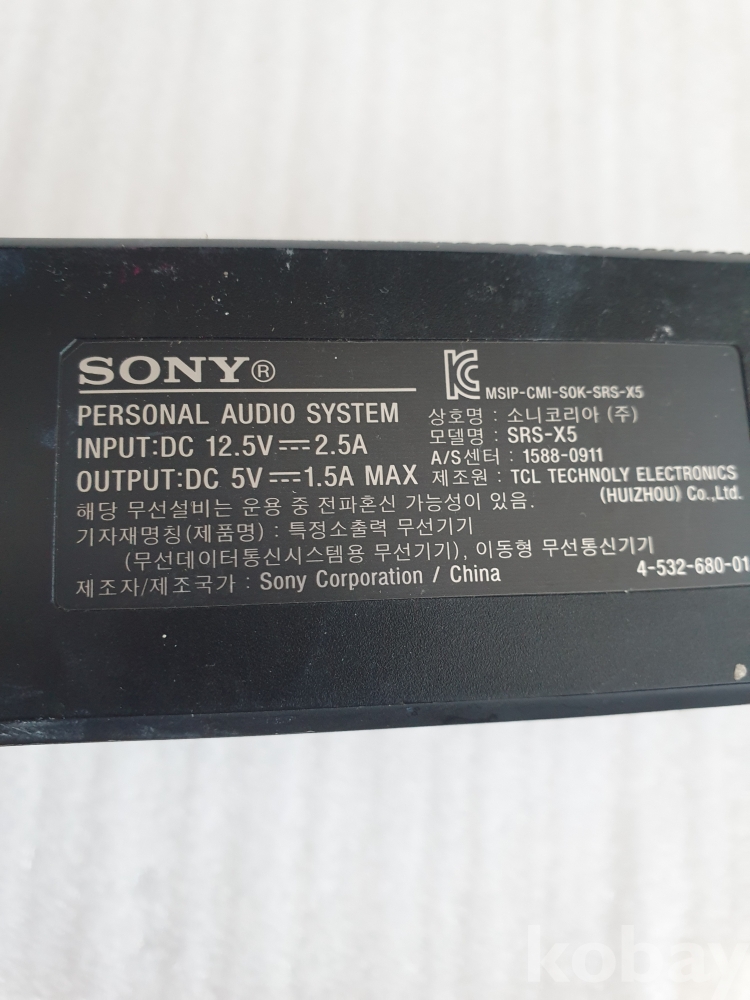 SONY®
PERSONAL AUDIO SYSTEM
INPUT:DC 12.5V⎓2.5A
OUTPUT:DC 5V⎓1.5A MAX
MSIP-CMI-SOK-SRS-X5
상호명 : 소니코리아 (주)
모델명 : SRS-X5
A/S센터 : 1588-0911
제조원 : TCL TECHNOLY ELECTRONICS
(HUIZHOU) Co.,Ltd.
해당 무선설비는 운용 중 전파혼신 가능성이 있음.
기자재명칭(제품명) : 특정소출력 무선기기
(무선데이터통신시스템용 무선기기), 이동형 무선통신기기
제조자/제조국가 : Sony Corporation / China
4-532-680-01
kobay